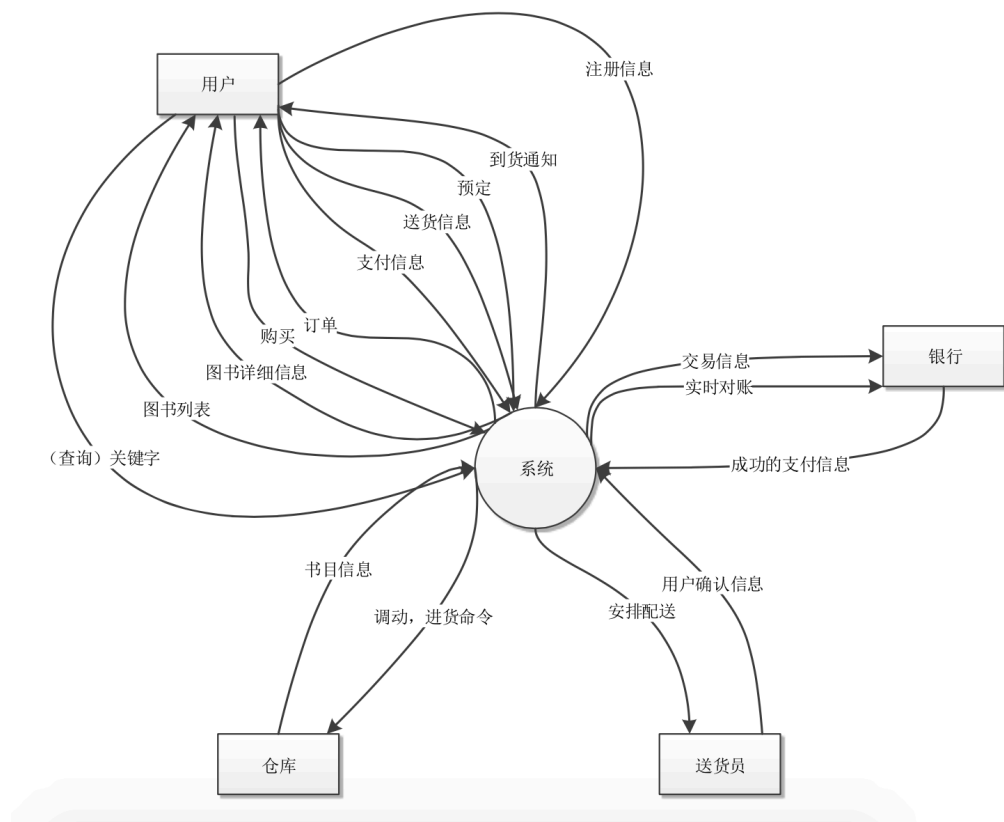 注册信息
用户
到货通知
预定
送货信息
支付信息
订单
购买
图书详细信息
图书列表
（查询）关键字
银行
交易信息
实时对账
成功的支付信息
系统
书目信息
调动，进货命令
用户确认信息
安排配送
仓库
送货员